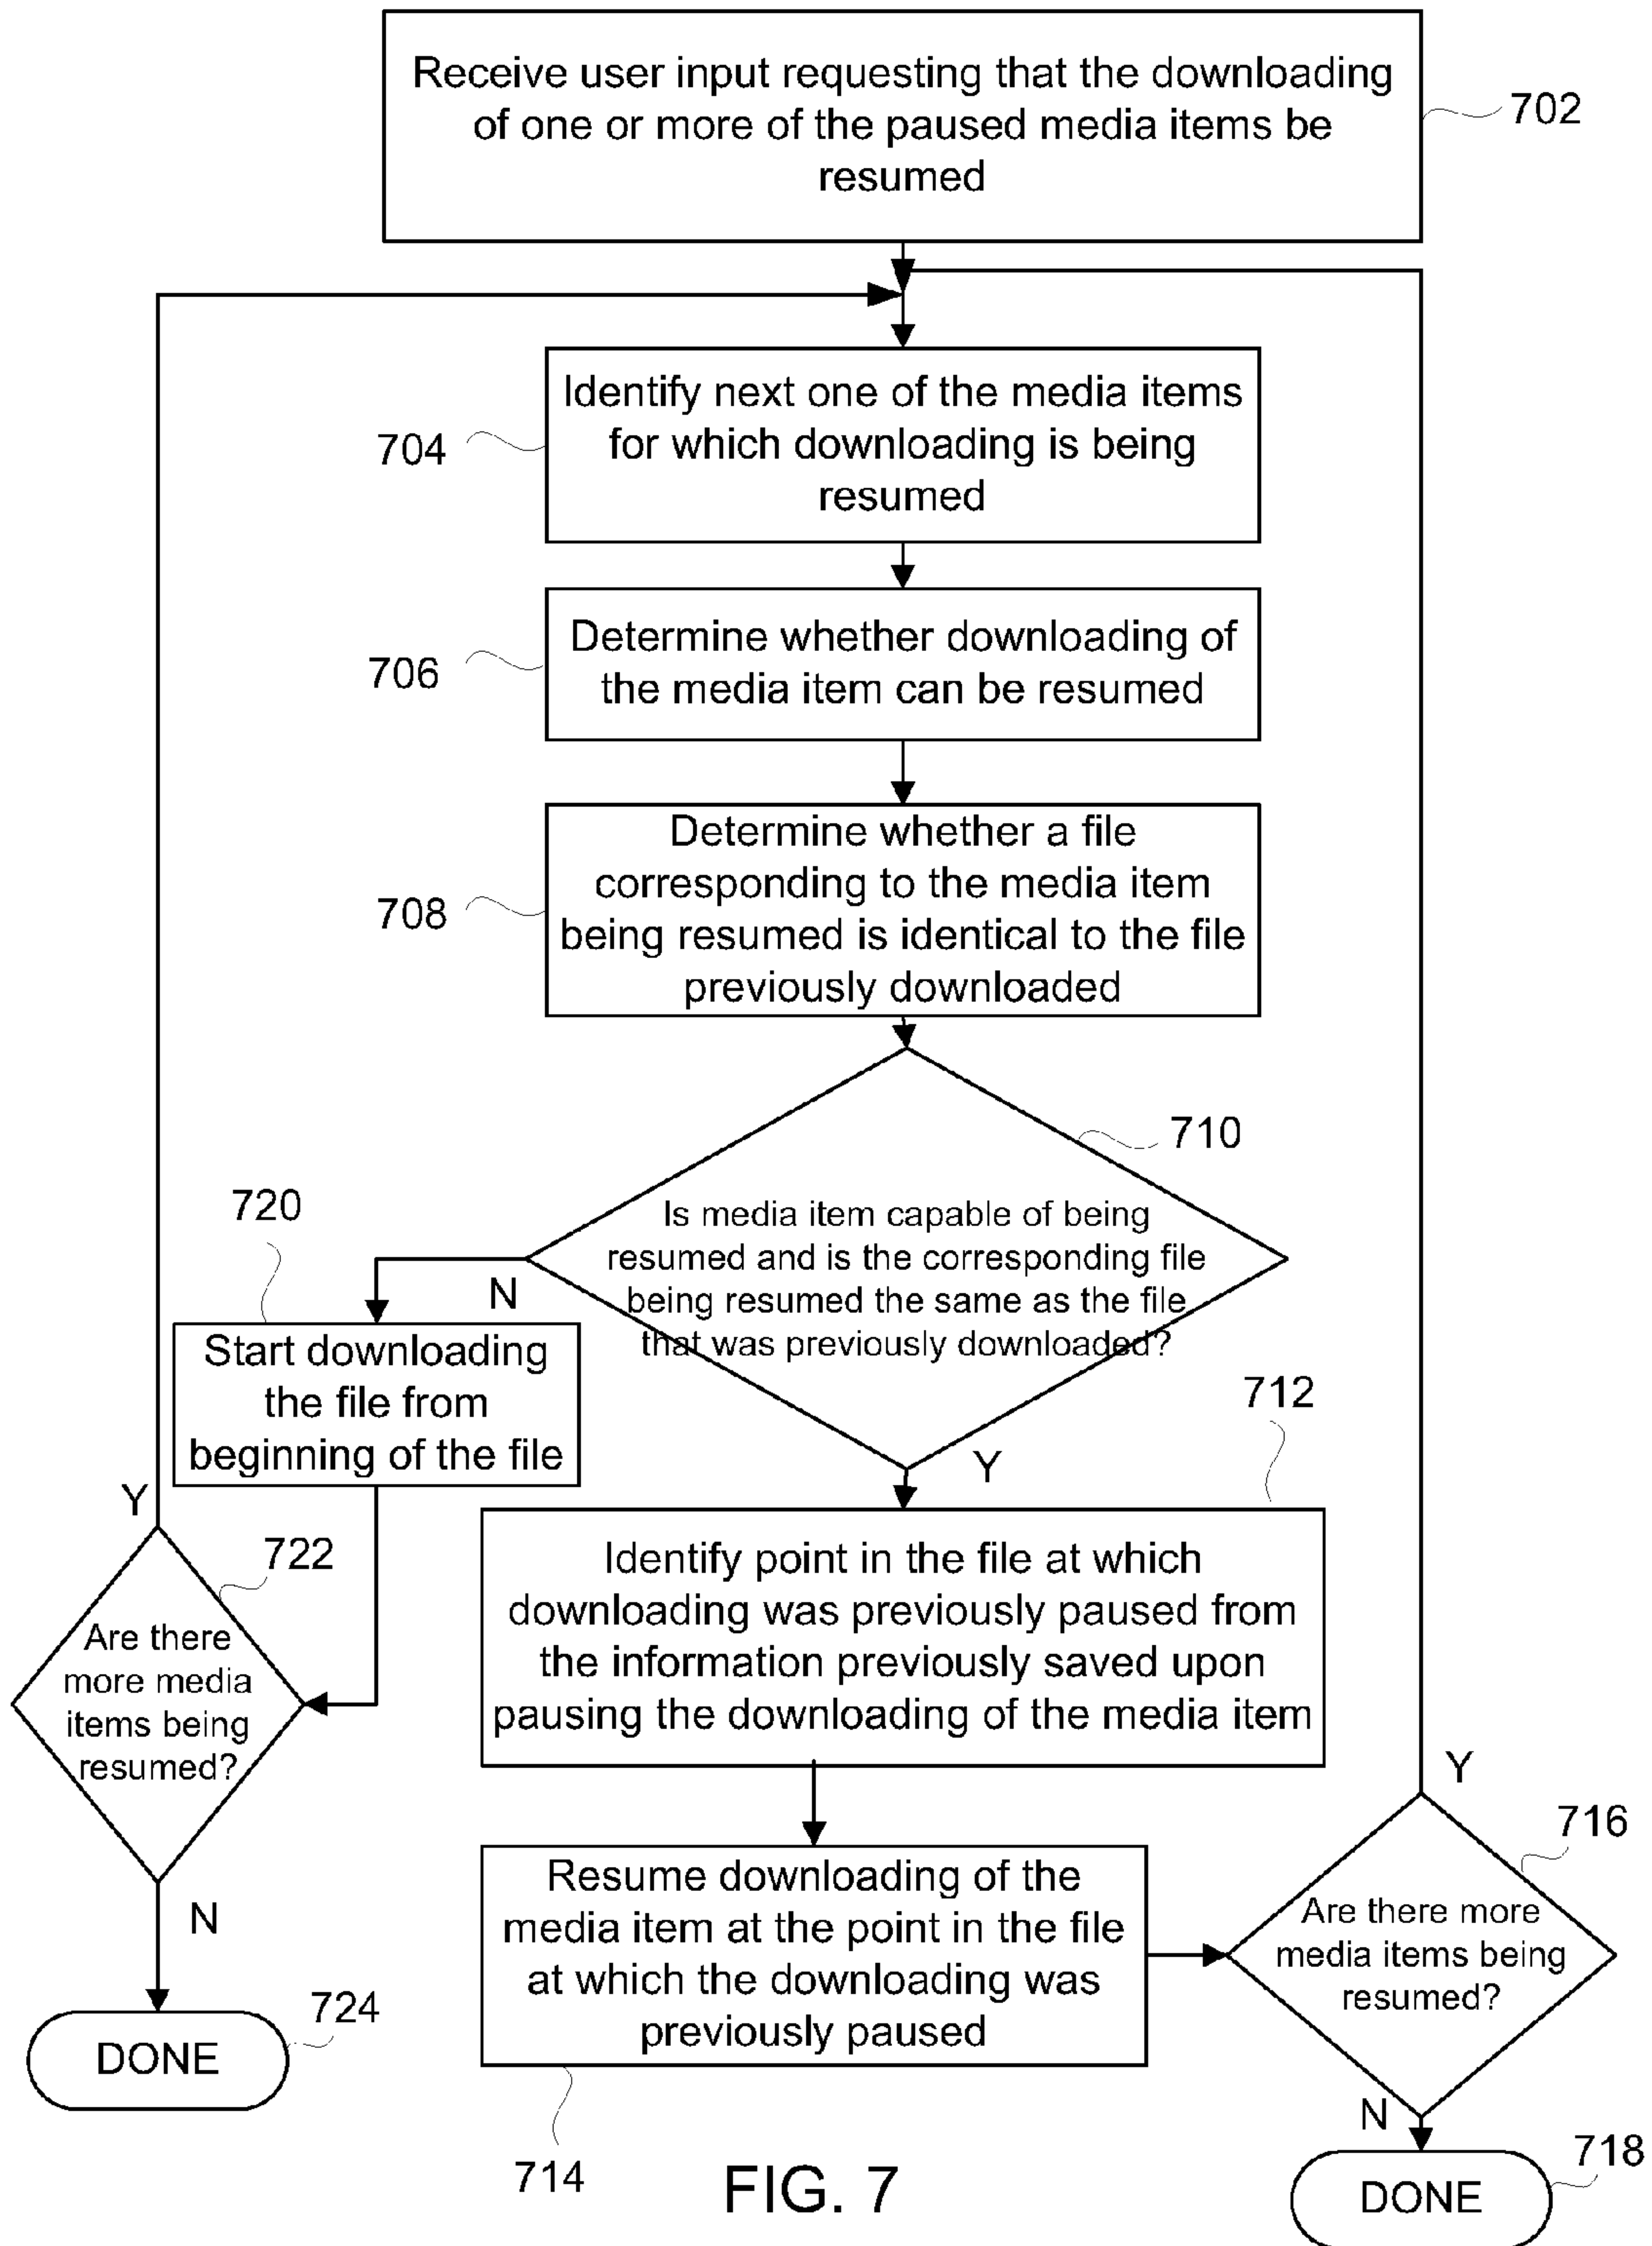 Receive user input requesting that the downloading
of one or more of the paused media items be
resumed
702
Identify next one of the media items
for which downloading is being
resumed
704
Determine whether downloading of
the media item can be resumed
706
Determine whether a file
corresponding to the media item
being resumed is identical to the file
previously downloaded
708
710
Is media item capable of being
resumed and is the corresponding file
being resumed the same as the file
that was previously downloaded?
N
Y
720
Start downloading
the file from
beginning of the file
712
Identify point in the file at which
downloading was previously paused from
the information previously saved upon
pausing the downloading of the media item
Y
722
Are there
more media
items being
resumed?
N
724
DONE
Resume downloading of the
media item at the point in the file
at which the downloading was
previously paused
714
Y
716
Are there more
media items being
resumed?
N
718
DONE
FIG. 7